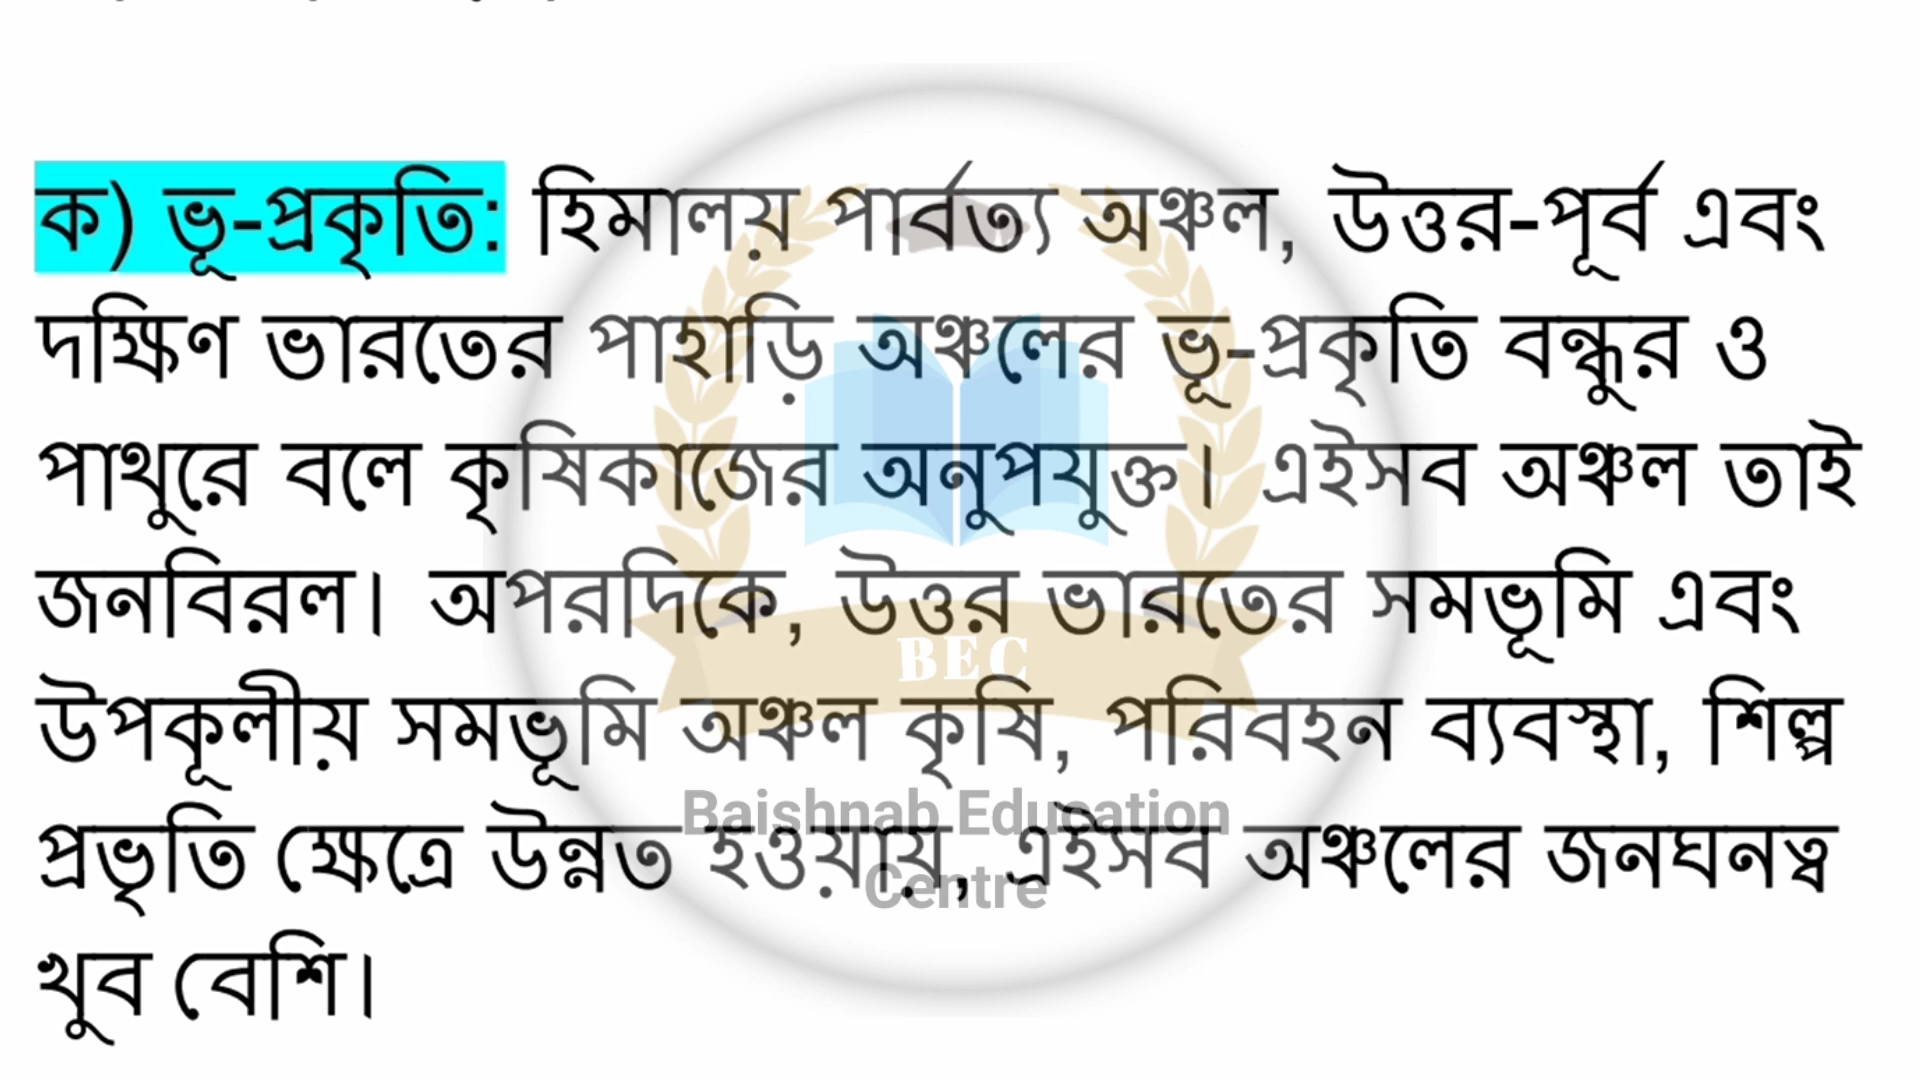 ক) ভূ-প্রকৃতি: হিমালয় পার্বত্য অঞ্চল, উত্তর-পূর্ব এবং
দক্ষিণ ভারতের পাহাড়ি অঞ্চলের ভূ-প্রকৃতি বন্ধুর ও
পাথুরে বলে কৃষিকাজের অনুপযুক্ত। এইসব অঞ্চল তাই
জনবিরল। অপরদিকে, উত্তর ভারতের সমভূমি এবং
BEC
উপকূলীয় সমভূমি অঞ্চল কৃষি, পরিবহন ব্যবস্থা, শিল্প
Baishnab Education
প্রভৃতি ক্ষেত্রে উন্নত হওয়ায়, এইসব অঞ্চলের জনঘনত্ব
Centre
খুব বেশি।